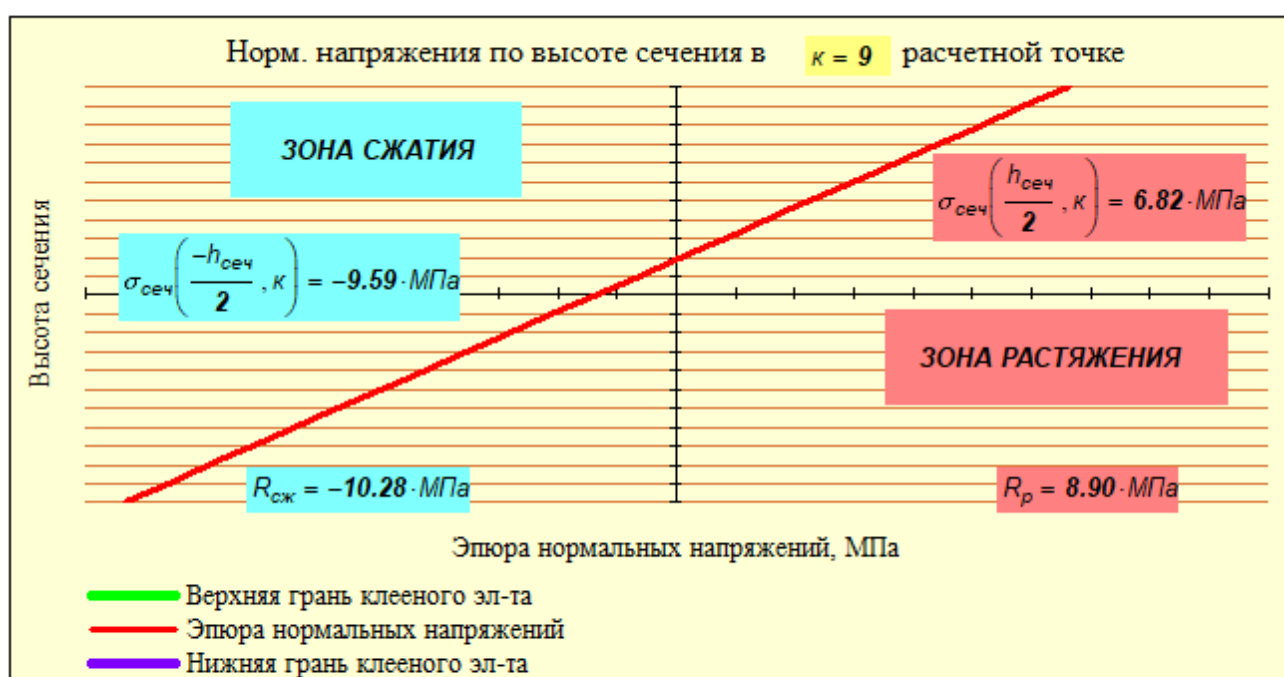 Норм. напряжения по высоте сечения в к = 9 расчетной точке
ЗОНА СЖАТИЯ
σсеч(hсеч/2, к) = 6.82·МПа
σсеч(−hсеч/2, к) = −9.59·МПа
Высота сечения
ЗОНА РАСТЯЖЕНИЯ
Rсж = −10.28·МПа
Rр = 8.90·МПа
Эпюра нормальных напряжений, МПа
Верхняя грань клееного эл-та
Эпюра нормальных напряжений
Нижняя грань клееного эл-та